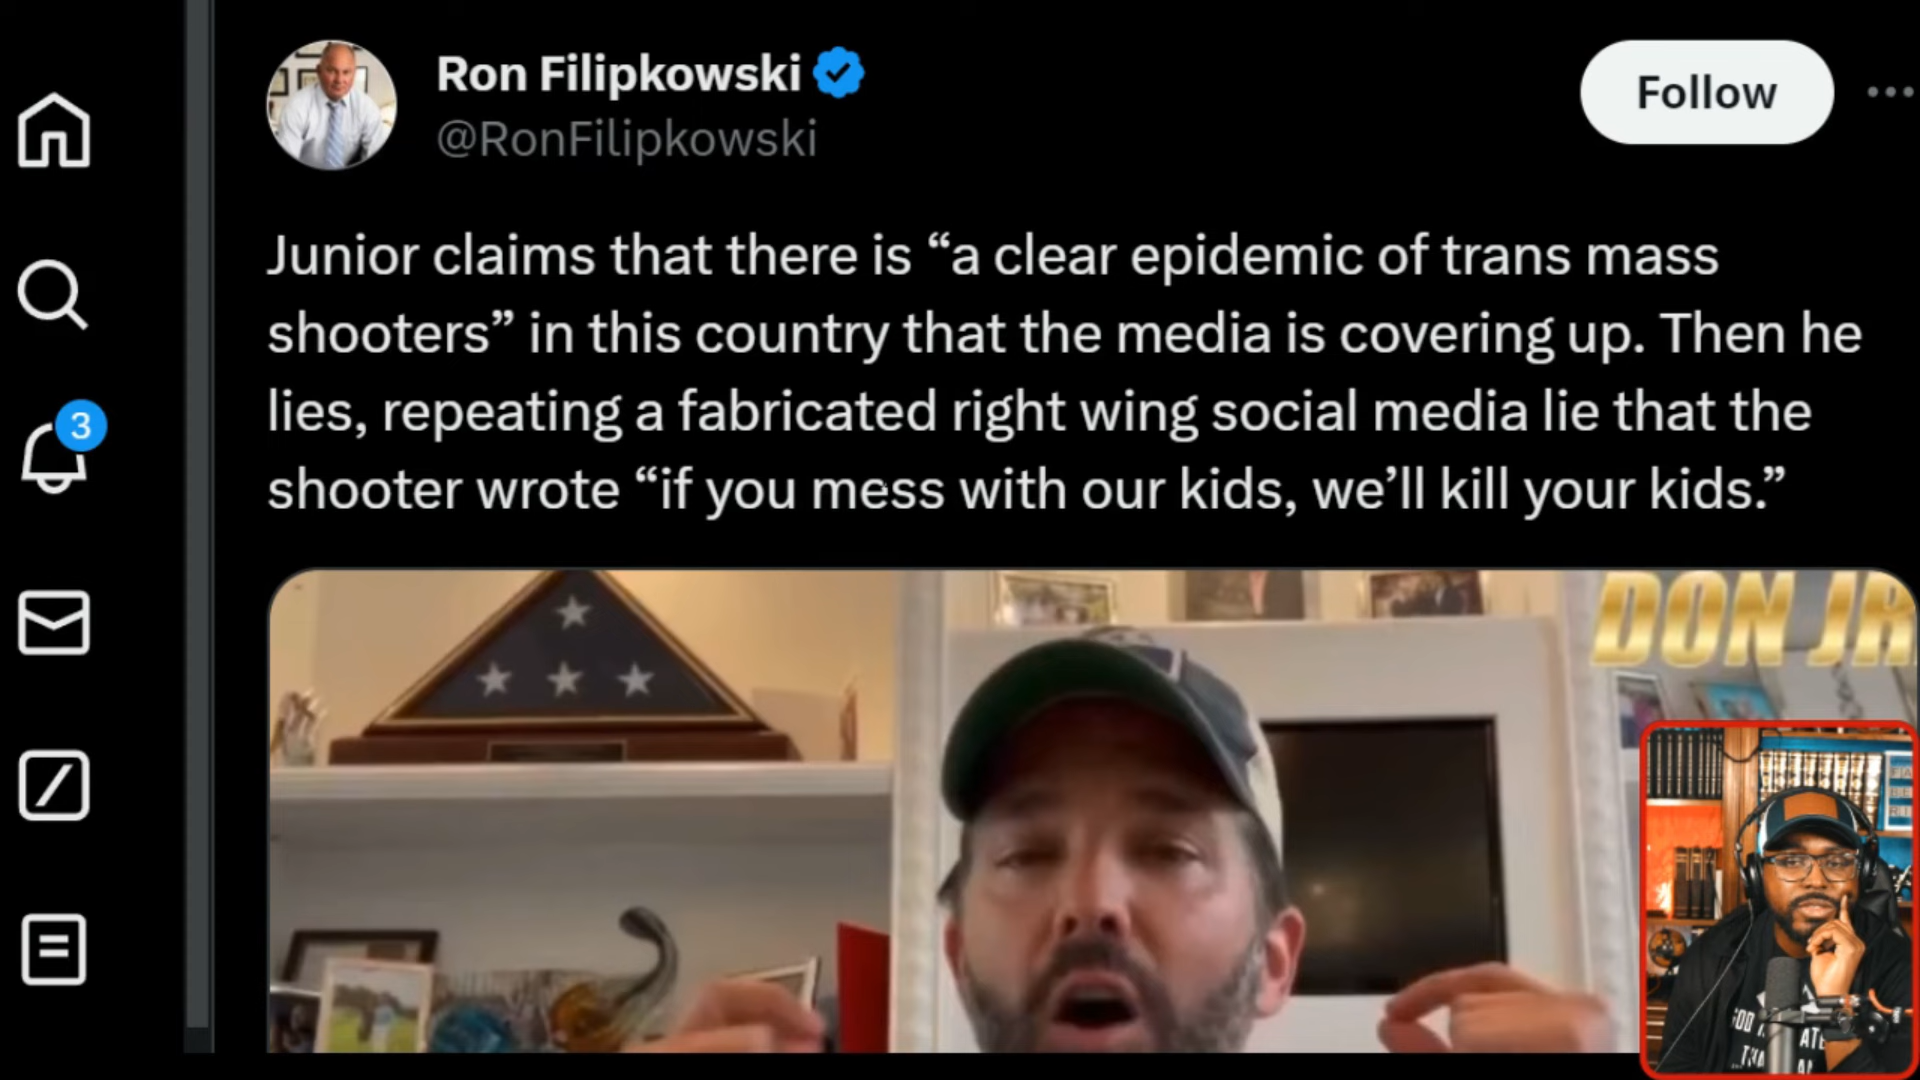 Ron Filipkowski
@RonFilipkowski
Follow
Junior claims that there is “a clear epidemic of trans mass
shooters” in this country that the media is covering up. Then he
lies, repeating a fabricated right wing social media lie that the
shooter wrote “if you mess with our kids, we’ll kill your kids.”
3
DON JR